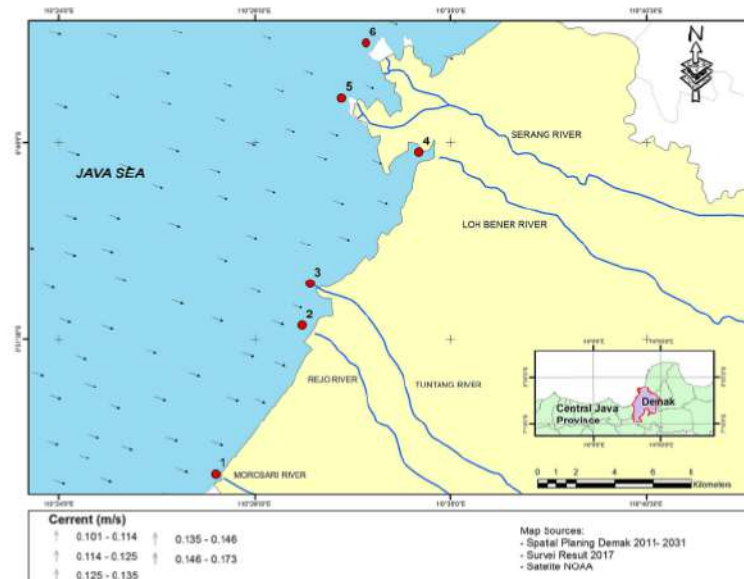 N
6
5
4
SERANG RIVER
JAVA SEA
LOH BENER RIVER
3
2
REJO RIVER
TUNTANG RIVER
Demak
Central Java
Province
1
MOROSARI RIVER
0 1 2 4 6 8
Kilometers
Cerrent (m/s)
0.101 - 0.114
0.135 - 0.146
0.114 - 0.125
0.146 - 0.173
0.125 - 0.135
Map Sources:
- Spatial Planing Demak 2011- 2031
- Survei Result 2017
- Satelite NOAA